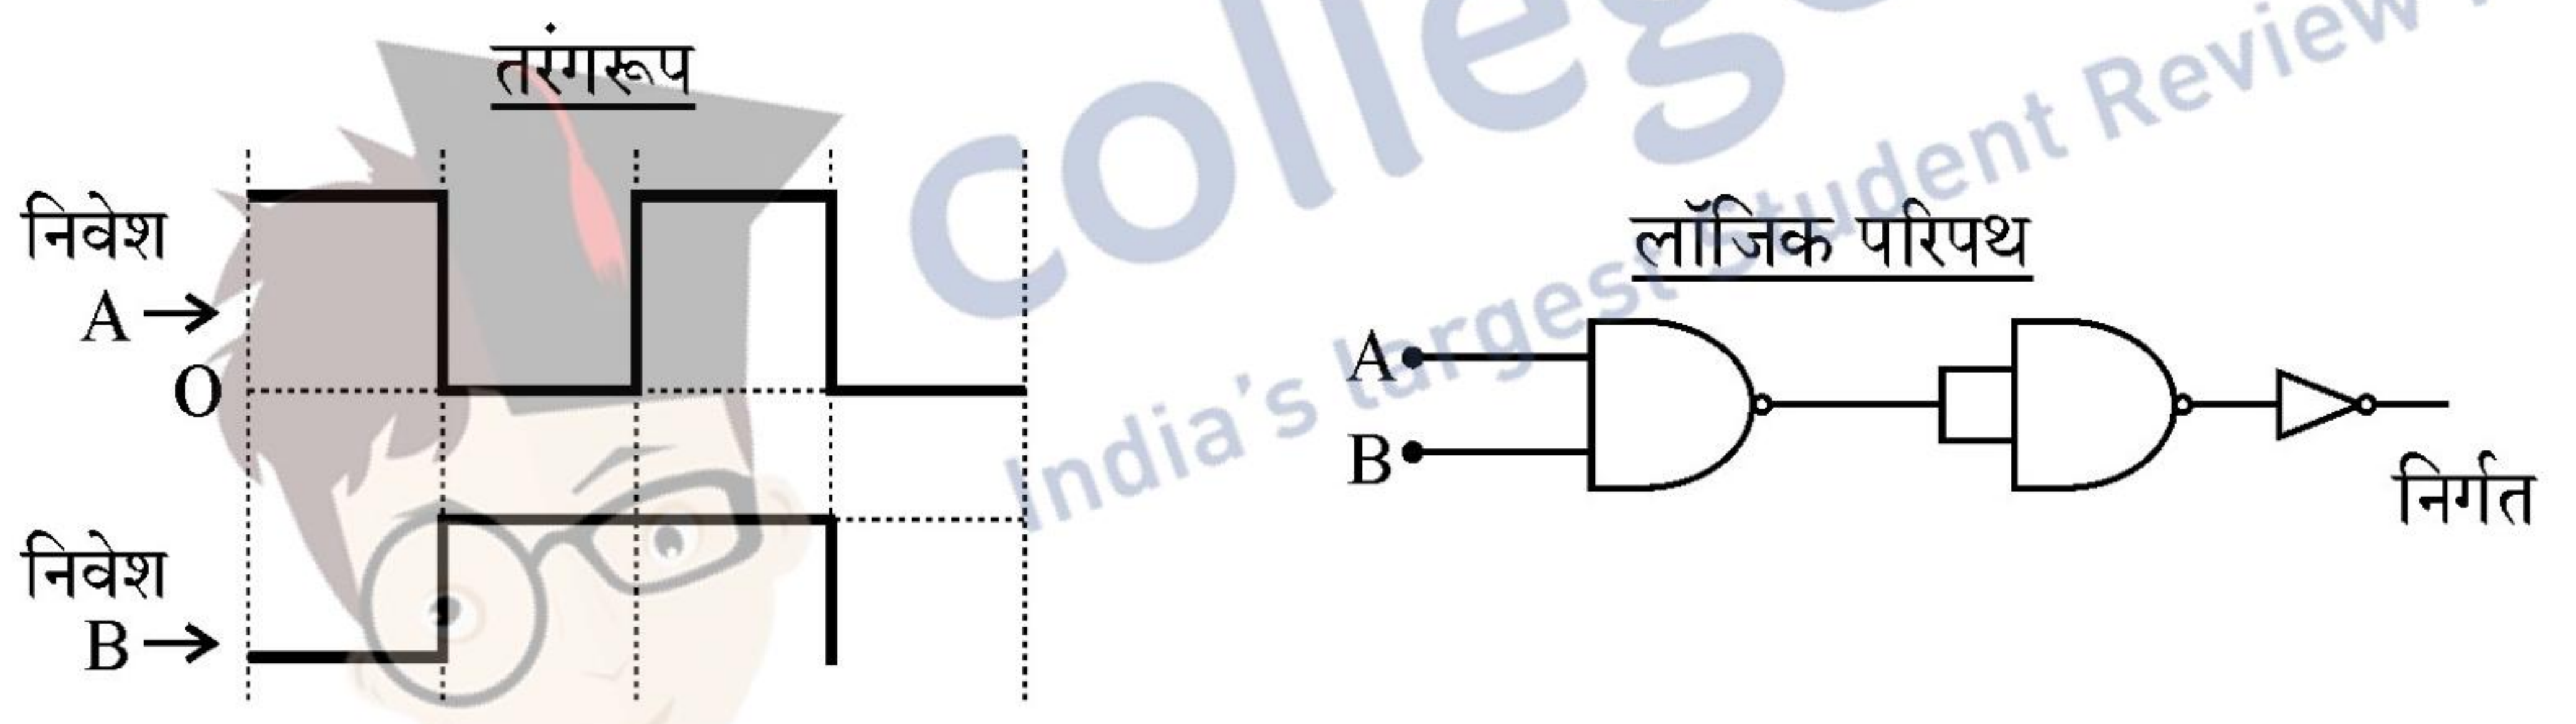 तरंगरूप
निवेश
A
O
निवेश
B
लॉजिक परिपथ
A
B
निर्गत
college
India's largest Student Review